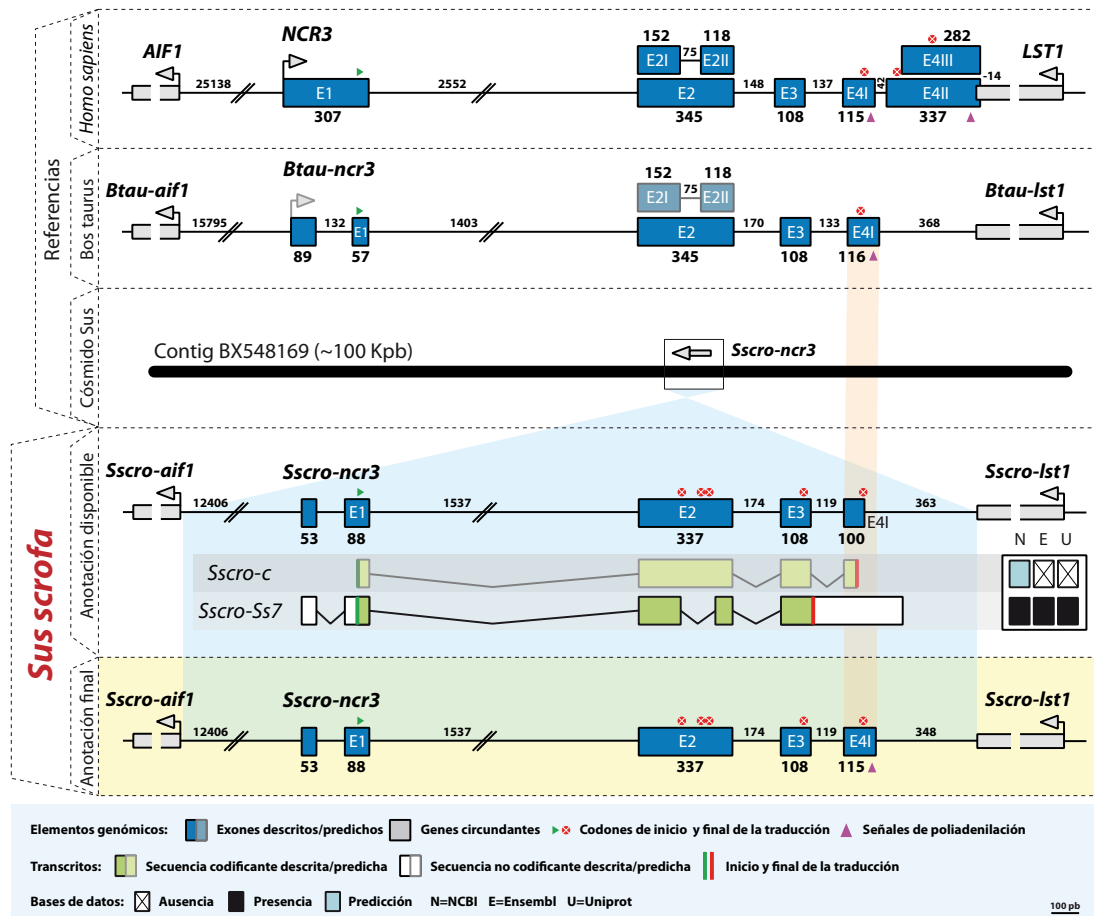 Referencias
Homo sapiens
AIF1
NCR3
LST1
152 75 118 282
E2I E2II E4III
25138 2552 148 137 42 -14
E1 E2 E3 E4I E4II
307 345 108 115 337
Bos taurus
Btau-aif1 Btau-ncr3 Btau-lst1
152 75 118
E2I E2II
15795 132 1403 170 133 368
E1 E2 E3 E4I
89 57 345 108 116
Cósmido Sus
Contig BX548169 (~100 Kpb)
Sscro-ncr3
Sus scrofa
Anotación disponible
Sscro-aif1 Sscro-ncr3 Sscro-lst1
12406 1537 174 119 363
E1 E2 E3 E4I
53 88 337 108 100
N E U
Sscro-c
Sscro-Ss7
Anotación final
Sscro-aif1 Sscro-ncr3 Sscro-lst1
12406 1537 174 119 348
E1 E2 E3 E4I
53 88 337 108 115
Elementos genómicos: Exones descritos/predichos Genes circundantes Codones de inicio y final de la traducción Señales de poliadenilación
Transcritos: Secuencia codificante descrita/predicha Secuencia no codificante descrita/predicha Inicio y final de la traducción
Bases de datos: Ausencia Presencia Predicción N=NCBI E=Ensembl U=Uniprot
100 pb